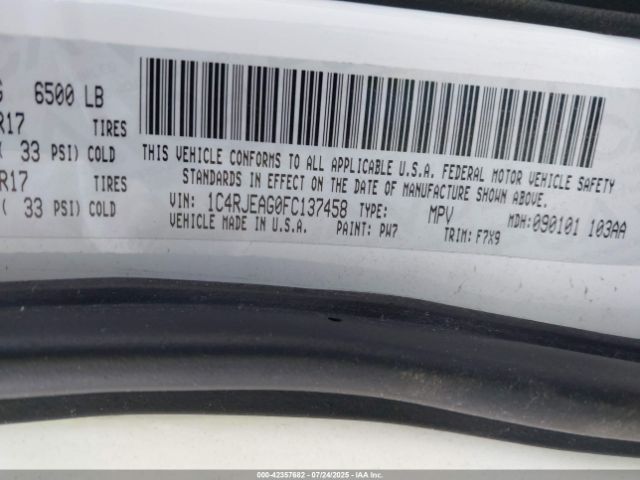 G 6500 LB
R17 TIRES
( 33 PSI) COLD
R17 TIRES
( 33 PSI) COLD
THIS VEHICLE CONFORMS TO ALL APPLICABLE U.S.A. FEDERAL MOTOR VEHICLE SAFETY
STANDARDS IN EFFECT ON THE DATE OF MANUFACTURE SHOWN ABOVE.
VIN: 1C4RJEAG0FC137458 TYPE: MPV MDH:090101 103AA
VEHICLE MADE IN U.S.A. PAINT: PW7 TRIM: F7X9
000-42357682 - 07/24/2025 - IAAI.COM